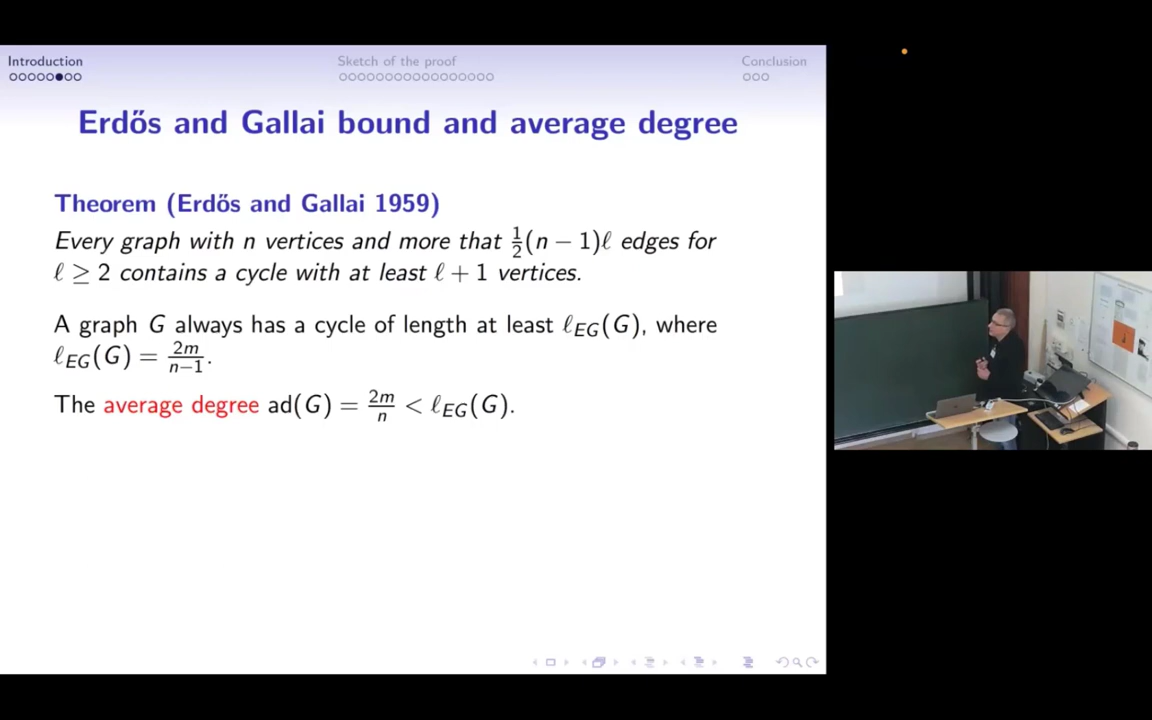 Introduction
Sketch of the proof
Conclusion
Erdős and Gallai bound and average degree
Theorem (Erdős and Gallai 1959)
Every graph with n vertices and more that ½(n − 1)ℓ edges for
ℓ ≥ 2 contains a cycle with at least ℓ + 1 vertices.
A graph G always has a cycle of length at least ℓ_EG(G), where
ℓ_EG(G) = 2m/(n−1).
The average degree ad(G) = 2m/n < ℓ_EG(G).